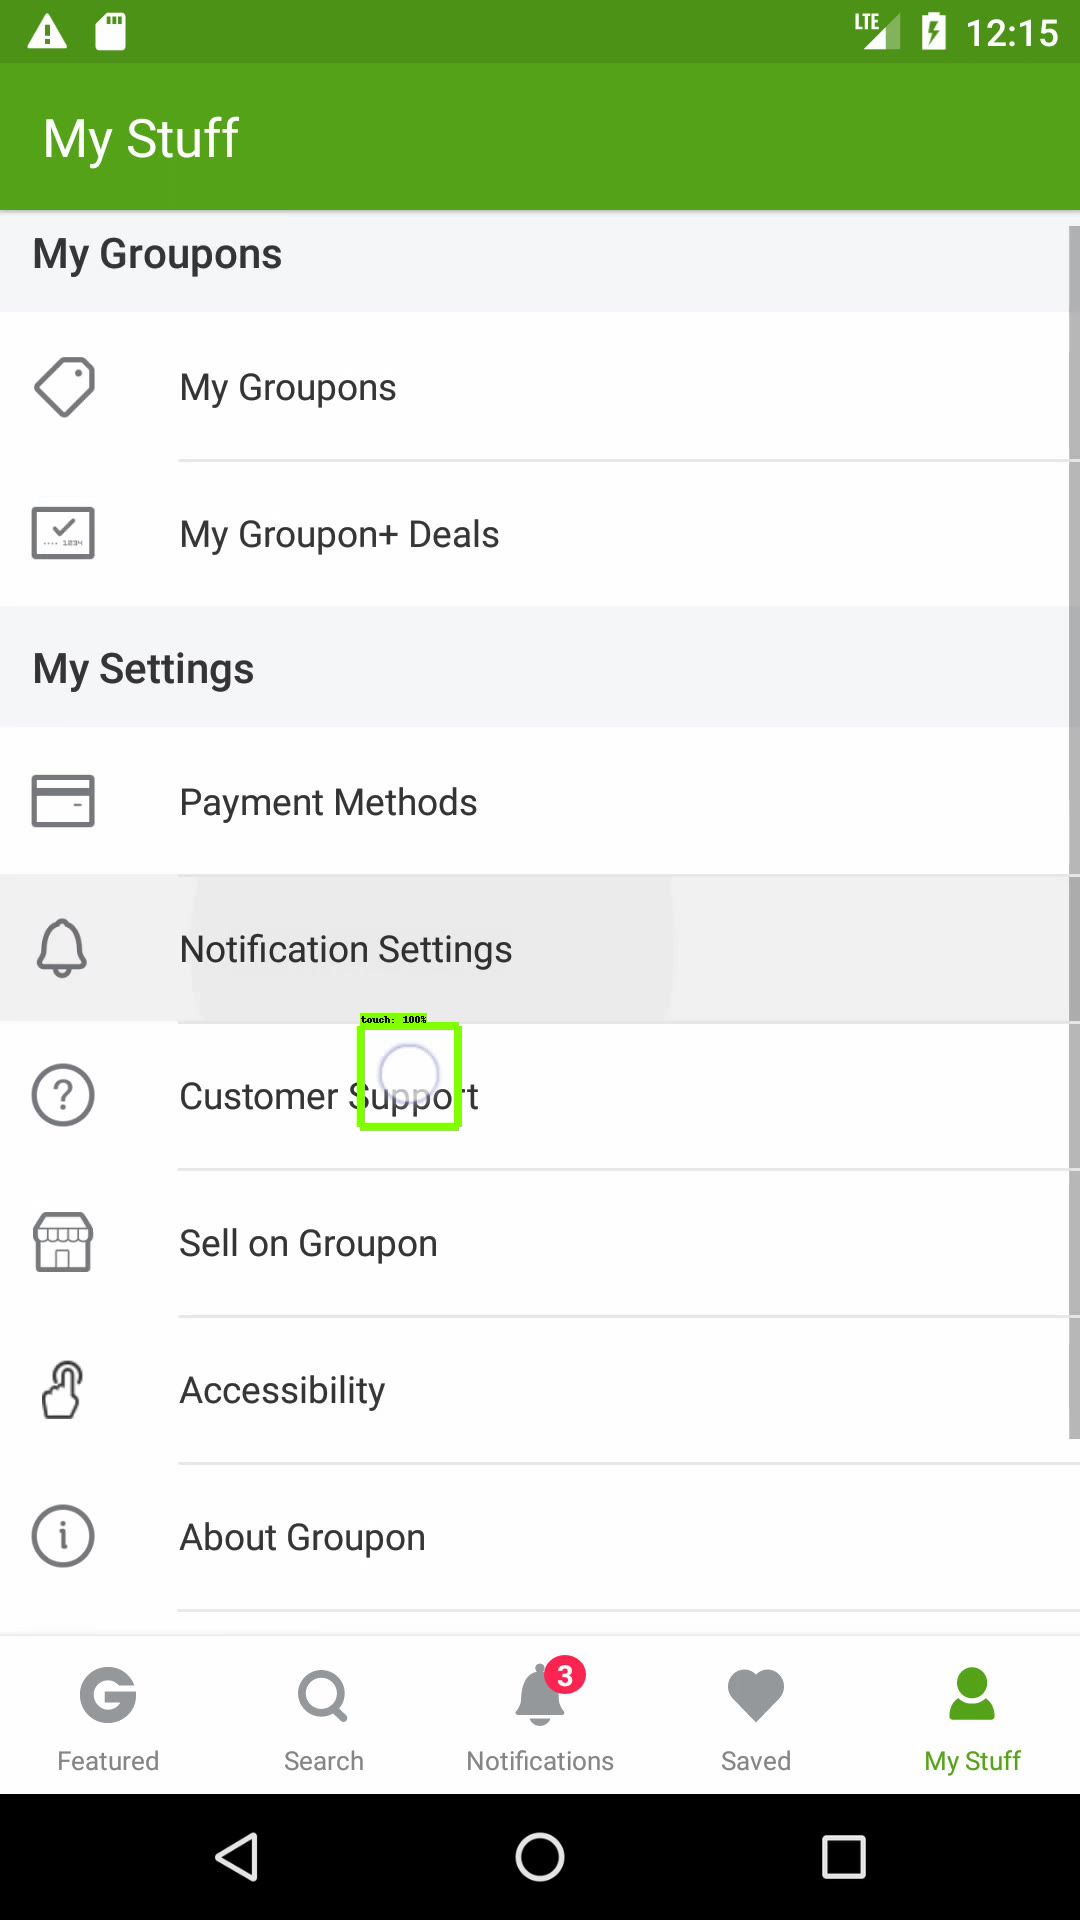 LTE 12:15
My Stuff
My Groupons
My Groupons
1234
My Groupon+ Deals
My Settings
Payment Methods
Notification Settings
touch: 100%
? Customer Support
Sell on Groupon
Accessibility
i About Groupon
G 3
Featured Search Notifications Saved My Stuff